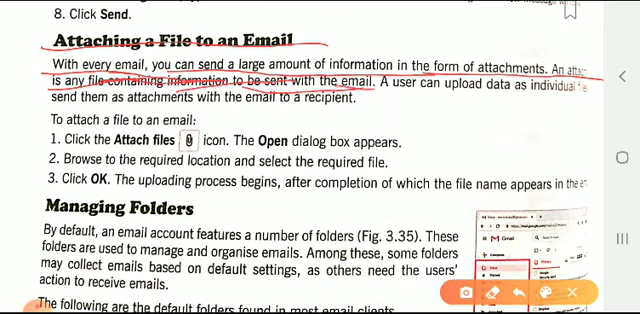 8. Click Send.
Attaching a File to an Email
With every email, you can send a large amount of information in the form of attachments. An
is any file containing information to be sent with the email. A user can upload data as individual
send them as attachments with the email to a recipient.
To attach a file to an email:
1. Click the Attach files icon. The Open dialog box appears.
2. Browse to the required location and select the required file.
3. Click OK. The uploading process begins, after completion of which the file name appears in the
Managing Folders
By default, an email account features a number of folders (Fig. 3.35). These
folders are used to manage and organise emails. Among these, some folders
may collect emails based on default settings, as others need the users'
action to receive emails.
The following are the default folders found in most email clients
Gmail
Compose